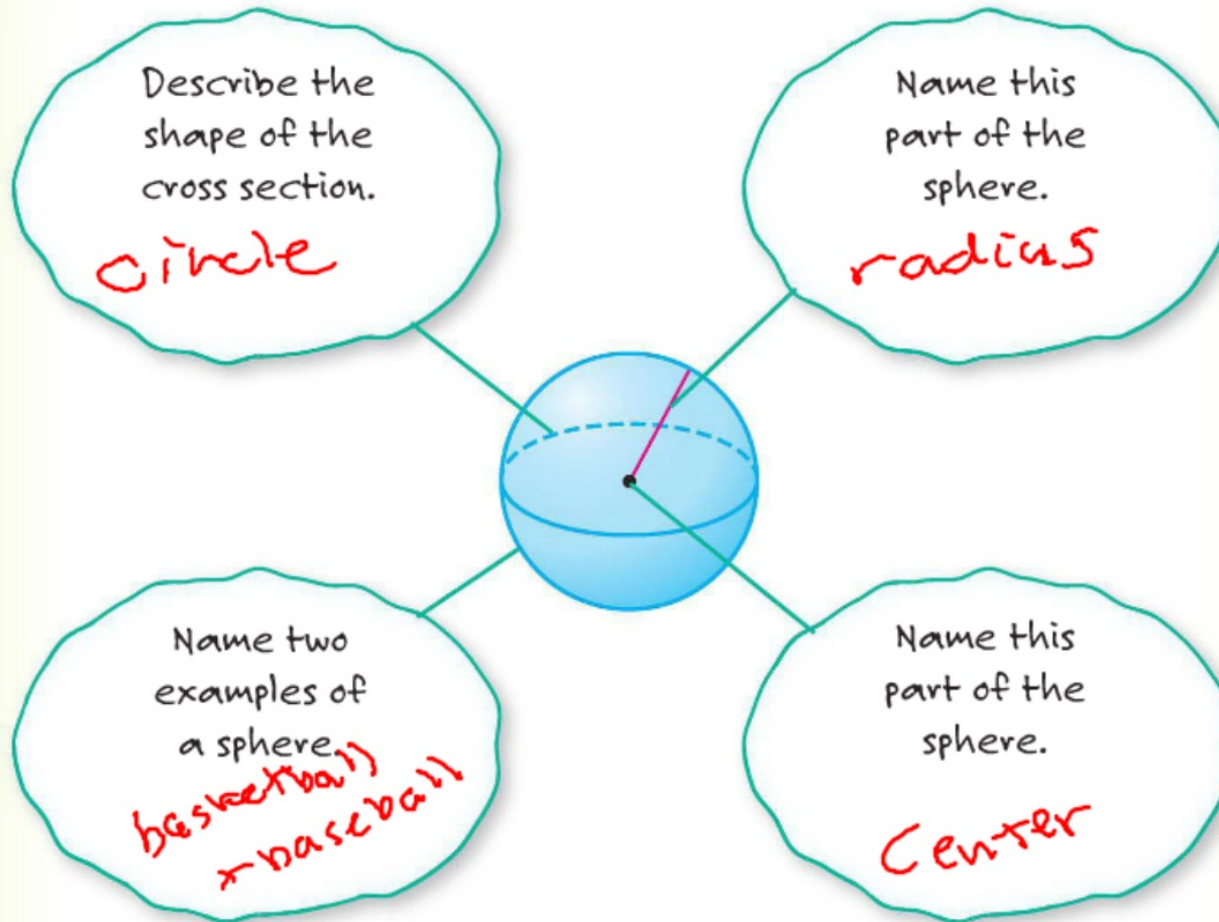 Describe the
shape of the
cross section.
circle
Name this
part of the
sphere.
radius
Name two
examples of
a sphere.
basketball
baseball
Name this
part of the
sphere.
Center